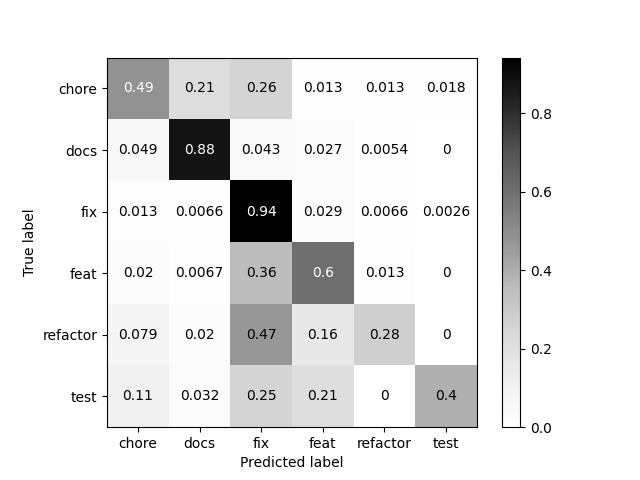 chore 0.49 0.21 0.26 0.013 0.013 0.018
docs 0.049 0.88 0.043 0.027 0.0054 0
fix 0.013 0.0066 0.94 0.029 0.0066 0.0026
feat 0.02 0.0067 0.36 0.6 0.013 0
refactor 0.079 0.02 0.47 0.16 0.28 0
test 0.11 0.032 0.25 0.21 0 0.4
chore docs fix feat refactor test
Predicted label
True label
0.8
0.6
0.4
0.2
0.0